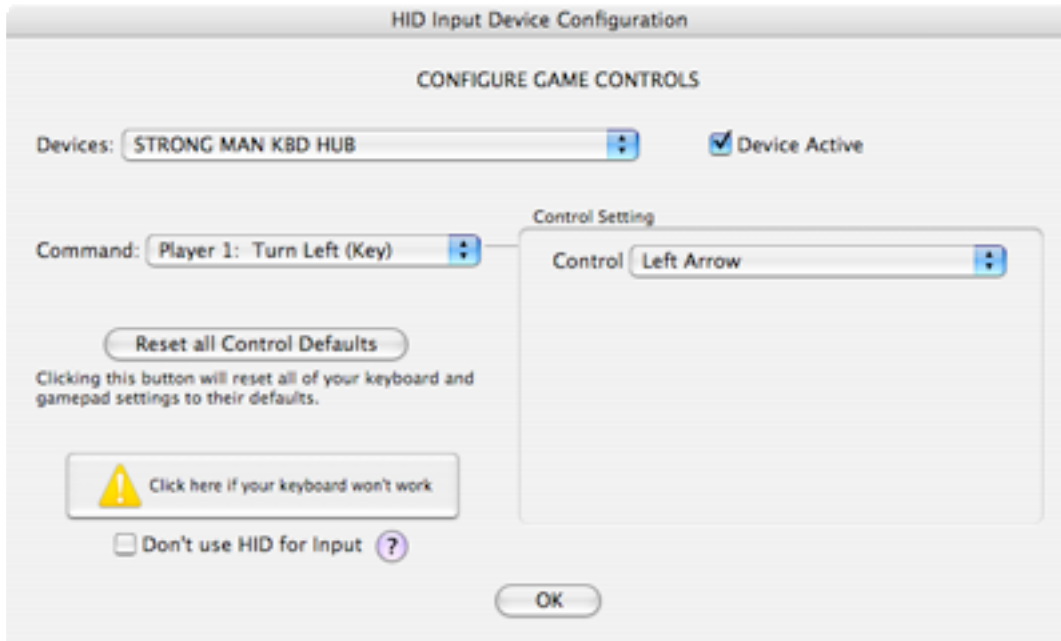 HID Input Device Configuration
CONFIGURE GAME CONTROLS
Devices: STRONG MAN KBD HUB
Device Active
Control Setting
Command: Player 1: Turn Left (Key)
Control Left Arrow
Reset all Control Defaults
Clicking this button will reset all of your keyboard and
gamepad settings to their defaults.
Click here if your keyboard won't work
Don't use HID for Input ?
OK